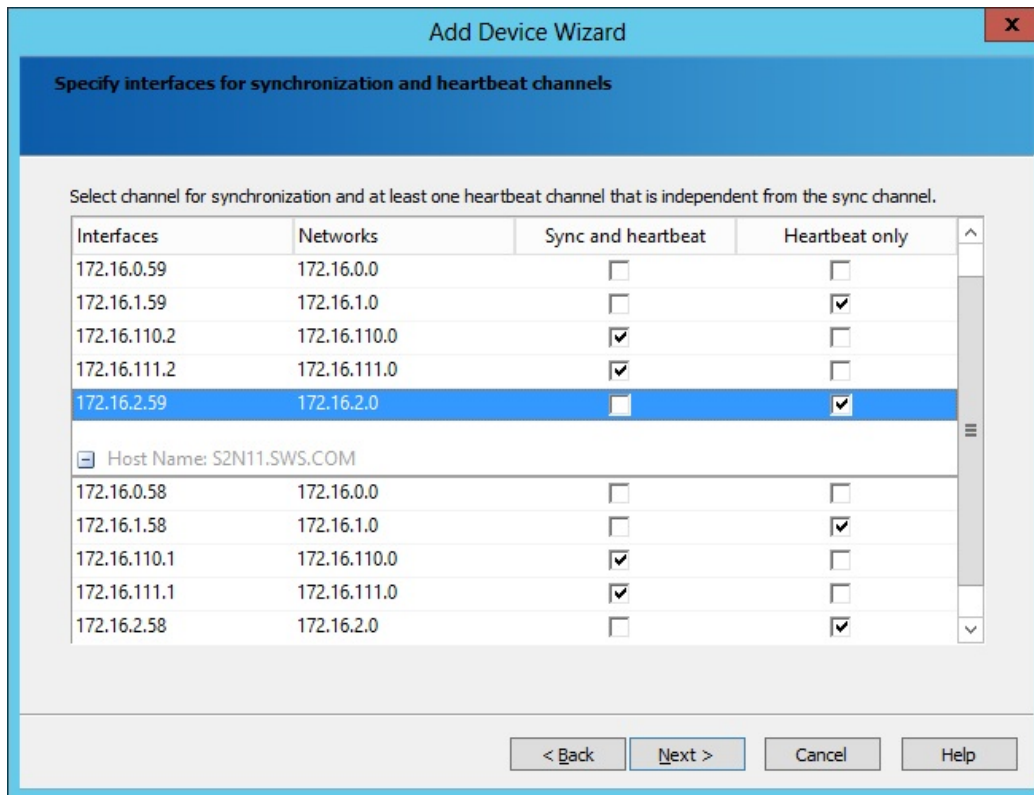 Add Device Wizard
x
Specify interfaces for synchronization and heartbeat channels
Select channel for synchronization and at least one heartbeat channel that is independent from the sync channel.
Interfaces Networks Sync and heartbeat Heartbeat only
172.16.0.59 172.16.0.0
172.16.1.59 172.16.1.0
172.16.110.2 172.16.110.0
172.16.111.2 172.16.111.0
172.16.2.59 172.16.2.0
Host Name: S2N11.SWS.COM
172.16.0.58 172.16.0.0
172.16.1.58 172.16.1.0
172.16.110.1 172.16.110.0
172.16.111.1 172.16.111.0
172.16.2.58 172.16.2.0
< Back Next > Cancel Help